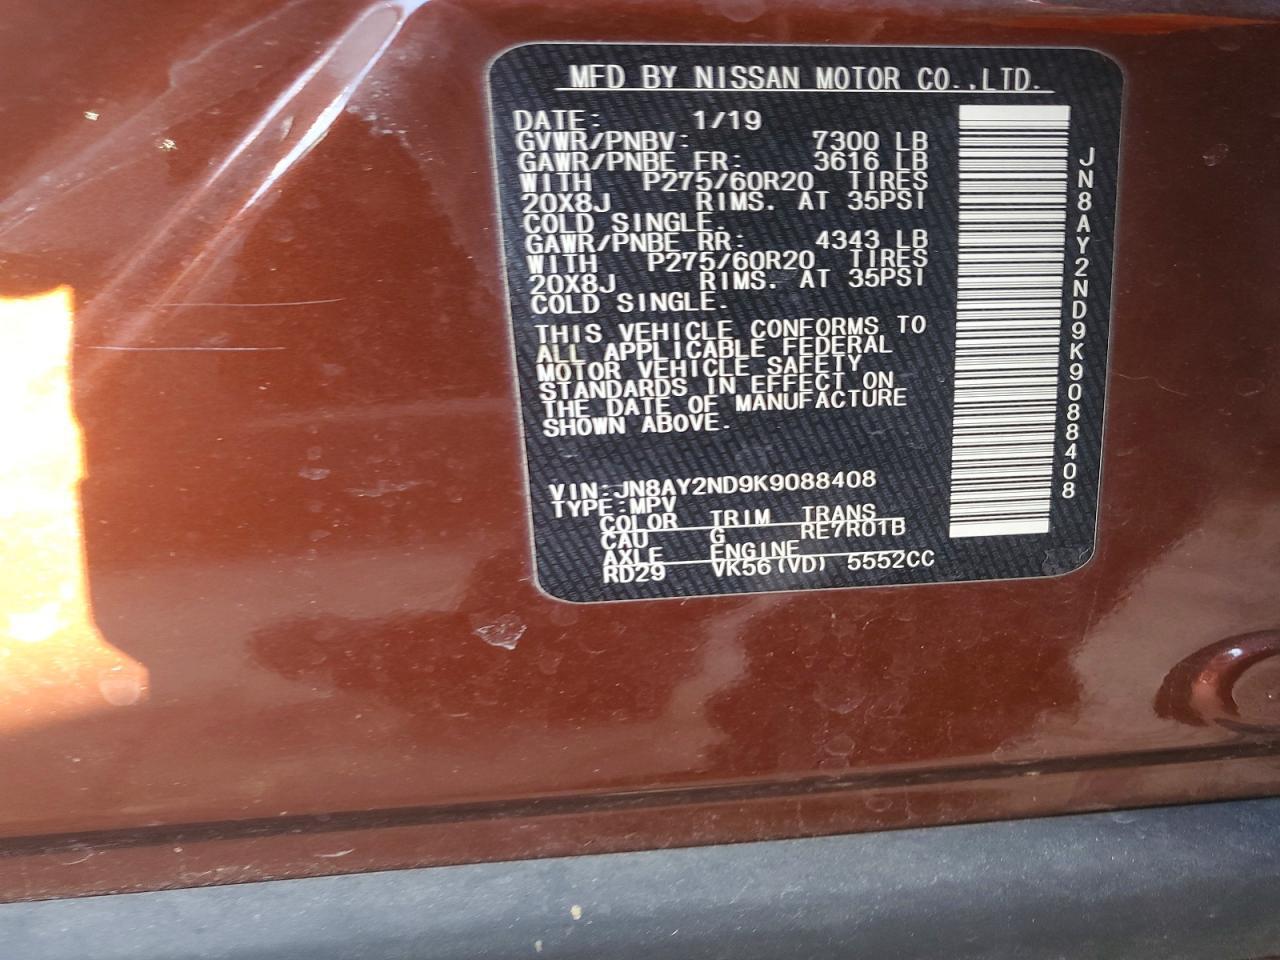 MFD BY NISSAN MOTOR CO.,LTD.
DATE: 1/19
GVWR/PNBV: 7300 LB
GAWR/PNBE FR: 3616 LB
WITH P275/60R20 TIRES
20X8J RIMS. AT 35PSI
COLD SINGLE.
GAWR/PNBE RR: 4343 LB
WITH P275/60R20 TIRES
20X8J RIMS. AT 35PSI
COLD SINGLE.
THIS VEHICLE CONFORMS TO
ALL APPLICABLE FEDERAL
MOTOR VEHICLE SAFETY
STANDARDS IN EFFECT ON
THE DATE OF MANUFACTURE
SHOWN ABOVE.
VIN:JN8AY2ND9K9088408
TYPE:MPV
COLOR TRIM TRANS
CAU G RE7R01B
AXLE ENGINE
RD29 VK56(VD) 5552CC
JN8AY2ND9K9088408